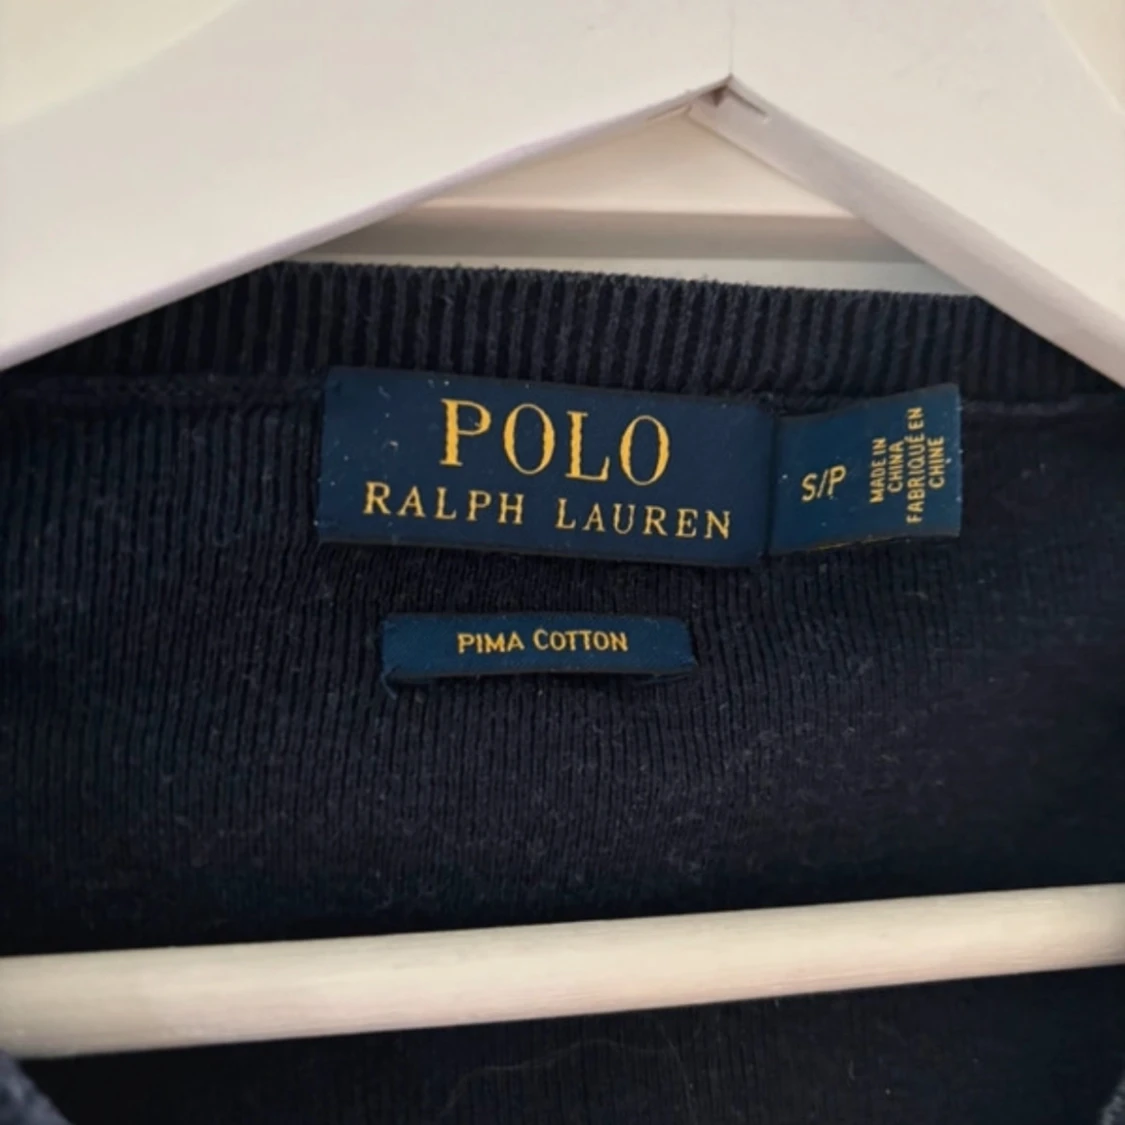 POLO
RALPH LAUREN
S/P
MADE IN
CHINA
FABRIQUÉ EN
CHINE
PIMA COTTON